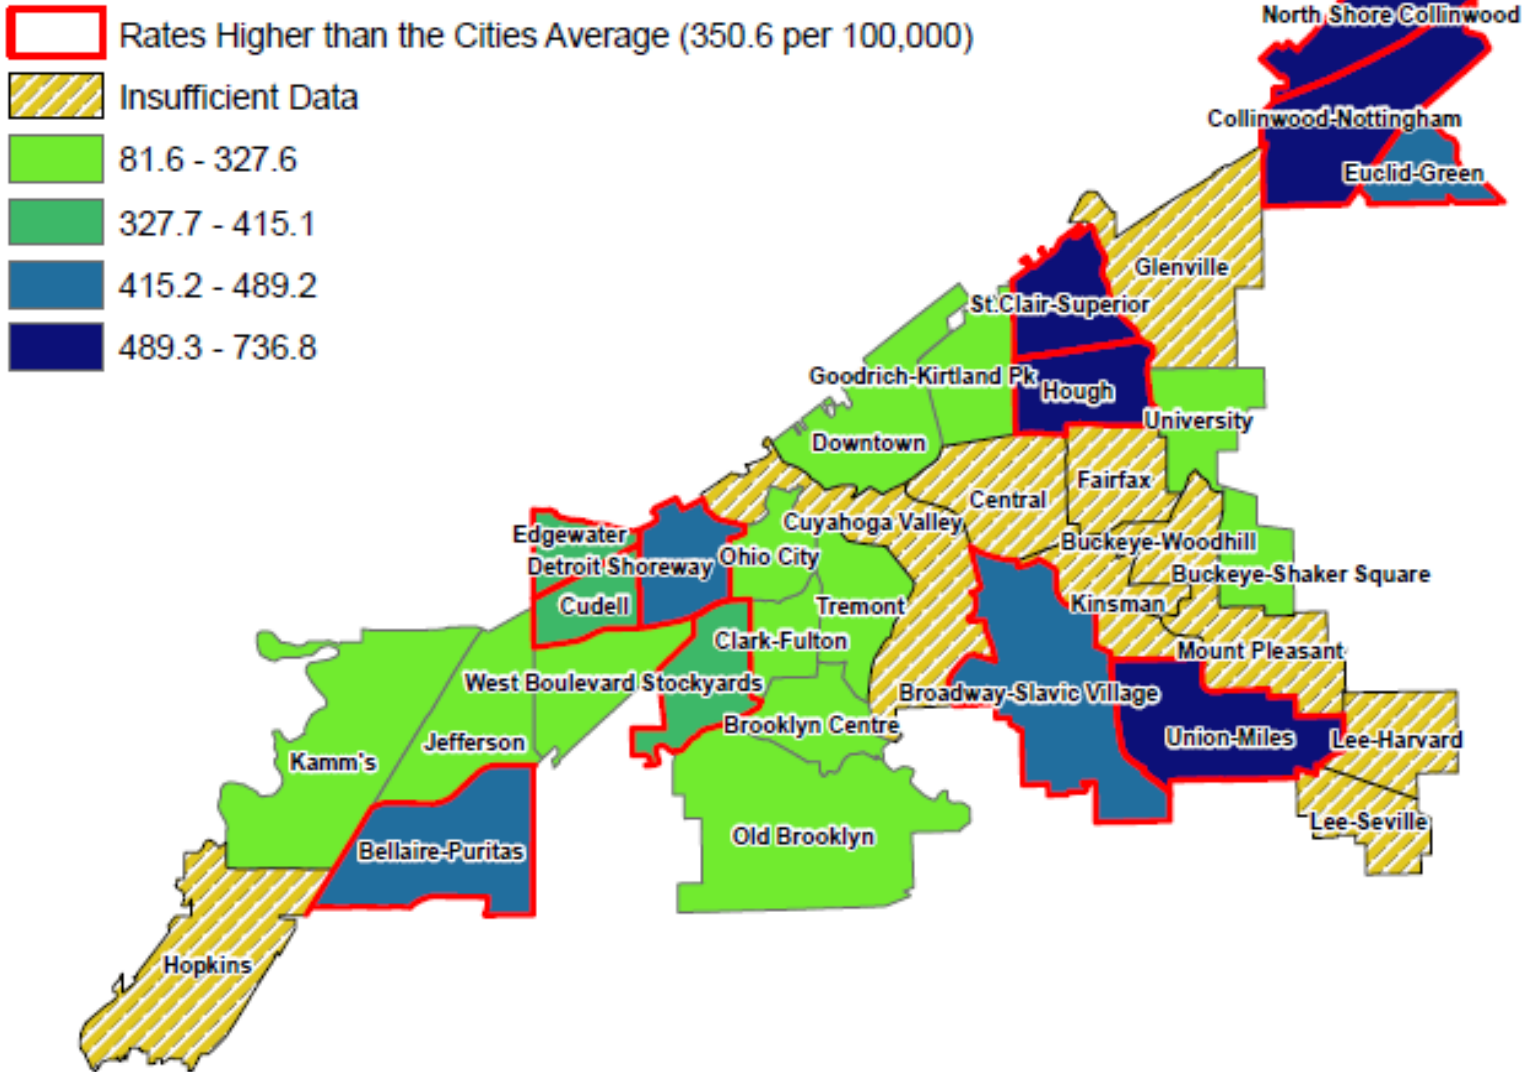 North Shore Collinwood
Rates Higher than the Cities Average (350.6 per 100,000)
Insufficient Data
81.6 - 327.6
327.7 - 415.1
415.2 - 489.2
489.3 - 736.8
Collinwood-Nottingham
Euclid-Green
Glenville
St.Clair-Superior
Goodrich-Kirtland Pk
Hough
University
Downtown
Fairfax
Central
Cuyahoga Valley
Edgewater
Buckeye-Woodhill
Ohio City
Detroit Shoreway
Buckeye-Shaker Square
Cudell
Tremont
Kinsman
Clark-Fulton
Mount Pleasant
West Boulevard
Stockyards
Broadway-Slavic Village
Brooklyn Centre
Union-Miles
Lee-Harvard
Jefferson
Kamm's
Lee-Seville
Old Brooklyn
Bellaire-Puritas
Hopkins